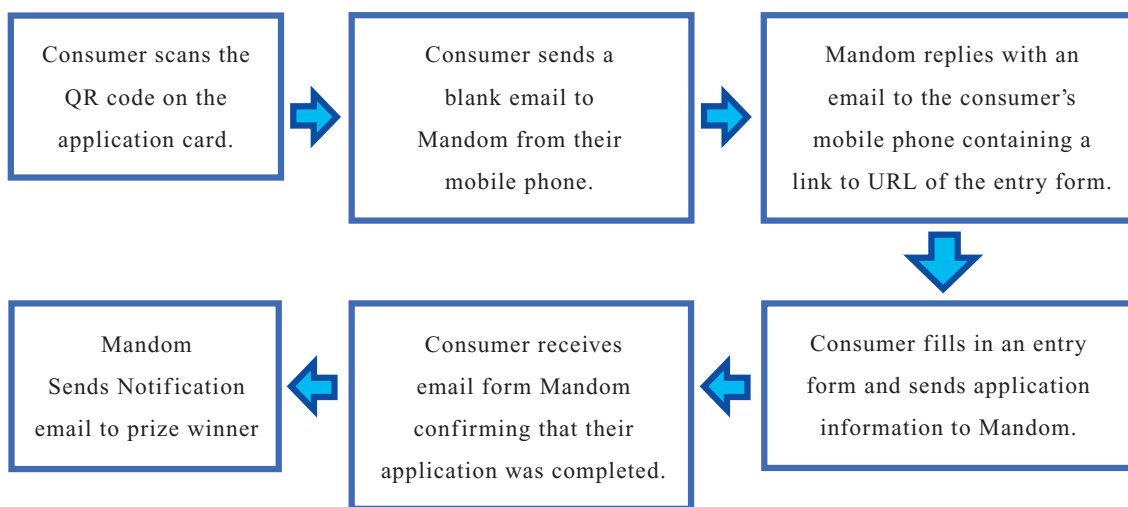 Consumer scans the
QR code on the
application card.
Consumer sends a
blank email to
Mandom from their
mobile phone.
Mandom replies with an
email to the consumer’s
mobile phone containing a
link to URL of the entry form.
Consumer fills in an entry
form and sends application
information to Mandom.
Consumer receives
email form Mandom
confirming that their
application was completed.
Mandom
Sends Notification
email to prize winner